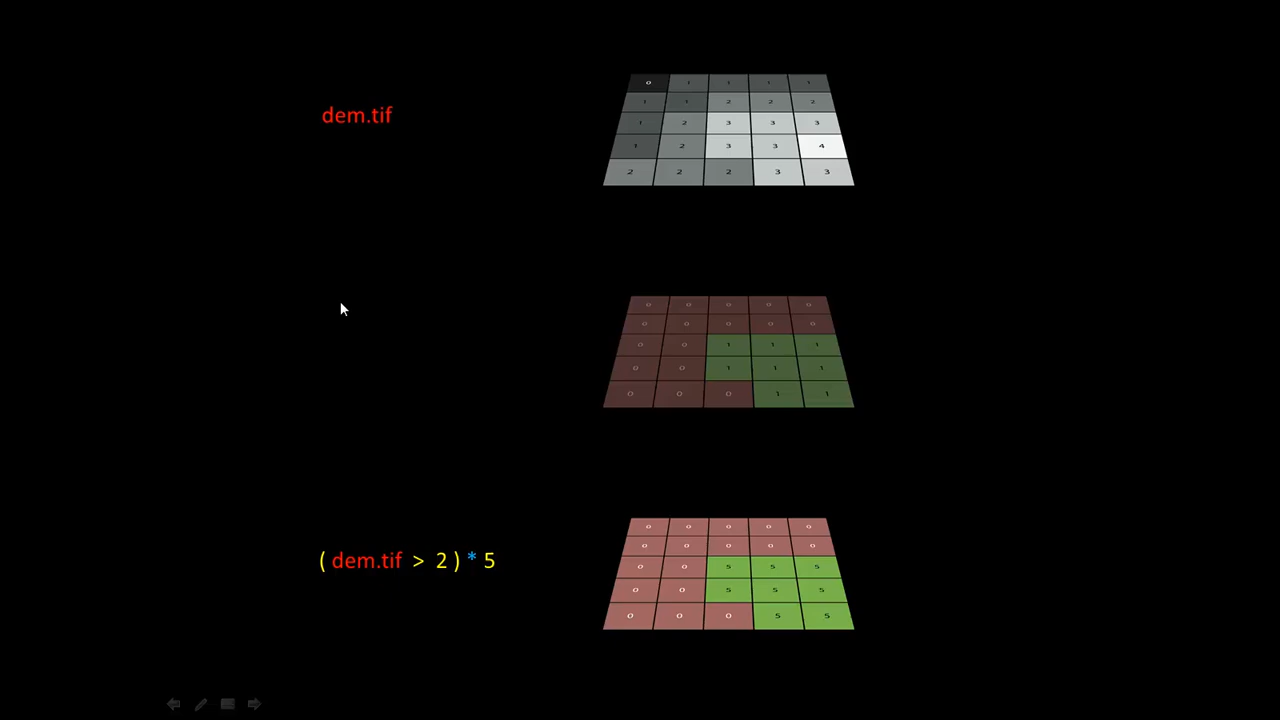 dem.tif
0 1 1 1 1
1 1 2 2 2
1 2 3 3 3
1 2 3 3 4
2 2 2 3 3
0 0 0 0 0
0 0 0 0 0
0 0 1 1 1
0 0 1 1 1
0 0 0 1 1
( dem.tif > 2 ) * 5
0 0 0 0 0
0 0 0 0 0
0 0 5 5 5
0 0 5 5 5
0 0 0 5 5